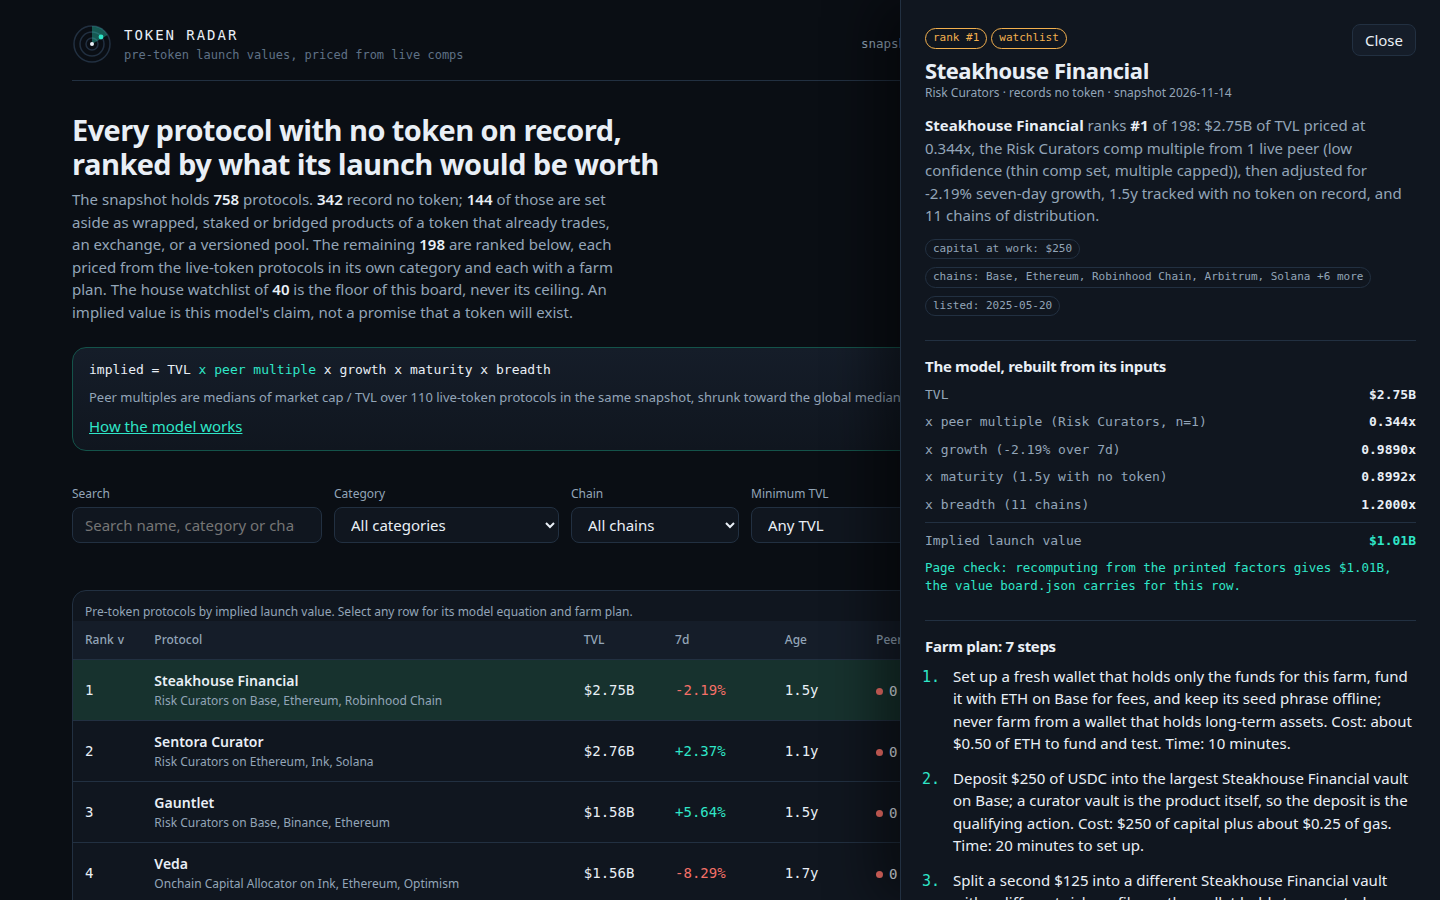 TOKEN RADAR
pre-token launch values, priced from live comps
Every protocol with no token on record,
ranked by what its launch would be worth
The snapshot holds 758 protocols. 342 record no token; 144 of those are set
aside as wrapped, staked or bridged products of a token that already trades,
an exchange, or a versioned pool. The remaining 198 are ranked below, each
priced from the live-token protocols in its own category and each with a farm
plan. The house watchlist of 40 is the floor of this board, never its ceiling. An
implied value is this model's claim, not a promise that a token will exist.
implied = TVL x peer multiple x growth x maturity x breadth
Peer multiples are medians of market cap / TVL over 110 live-token protocols in the same snapshot, shrunk toward the global median
How the model works
Search Category Chain Minimum TVL
Search name, category or cha All categories All chains Any TVL
Pre-token protocols by implied launch value. Select any row for its model equation and farm plan.
Rank v Protocol TVL 7d Age Peer
1 Steakhouse Financial $2.75B -2.19% 1.5y 0
Risk Curators on Base, Ethereum, Robinhood Chain
2 Sentora Curator $2.76B +2.37% 1.1y 0
Risk Curators on Ethereum, Ink, Solana
3 Gauntlet $1.58B +5.64% 1.5y 0
Risk Curators on Base, Binance, Ethereum
4 Veda $1.56B -8.29% 1.7y 0
Onchain Capital Allocator on Ink, Ethereum, Optimism
rank #1 watchlist
Close
Steakhouse Financial
Risk Curators · records no token · snapshot 2026-11-14
Steakhouse Financial ranks #1 of 198: $2.75B of TVL priced at
0.344x, the Risk Curators comp multiple from 1 live peer (low
confidence (thin comp set, multiple capped)), then adjusted for
-2.19% seven-day growth, 1.5y tracked with no token on record, and
11 chains of distribution.
capital at work: $250
chains: Base, Ethereum, Robinhood Chain, Arbitrum, Solana +6 more
listed: 2025-05-20
The model, rebuilt from its inputs
TVL $2.75B
x peer multiple (Risk Curators, n=1) 0.344x
x growth (-2.19% over 7d) 0.9890x
x maturity (1.5y with no token) 0.8992x
x breadth (11 chains) 1.2000x
Implied launch value $1.01B
Page check: recomputing from the printed factors gives $1.01B,
the value board.json carries for this row.
Farm plan: 7 steps
1. Set up a fresh wallet that holds only the funds for this farm, fund
it with ETH on Base for fees, and keep its seed phrase offline;
never farm from a wallet that holds long-term assets. Cost: about
$0.50 of ETH to fund and test. Time: 10 minutes.
2. Deposit $250 of USDC into the largest Steakhouse Financial vault
on Base; a curator vault is the product itself, so the deposit is the
qualifying action. Cost: $250 of capital plus about $0.25 of gas.
Time: 20 minutes to set up.
3. Split a second $125 into a different Steakhouse Financial vault